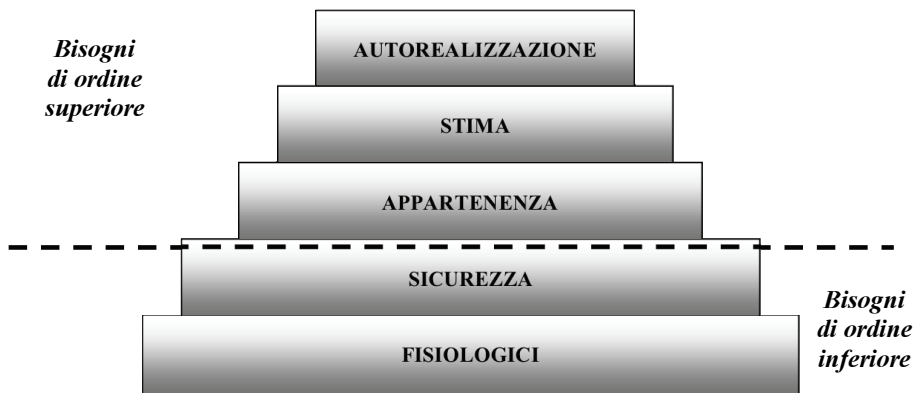 Bisogni
di ordine
superiore
AUTOREALIZZAZIONE
STIMA
APPARTENENZA
SICUREZZA
FISIOLOGICI
Bisogni
di ordine
inferiore